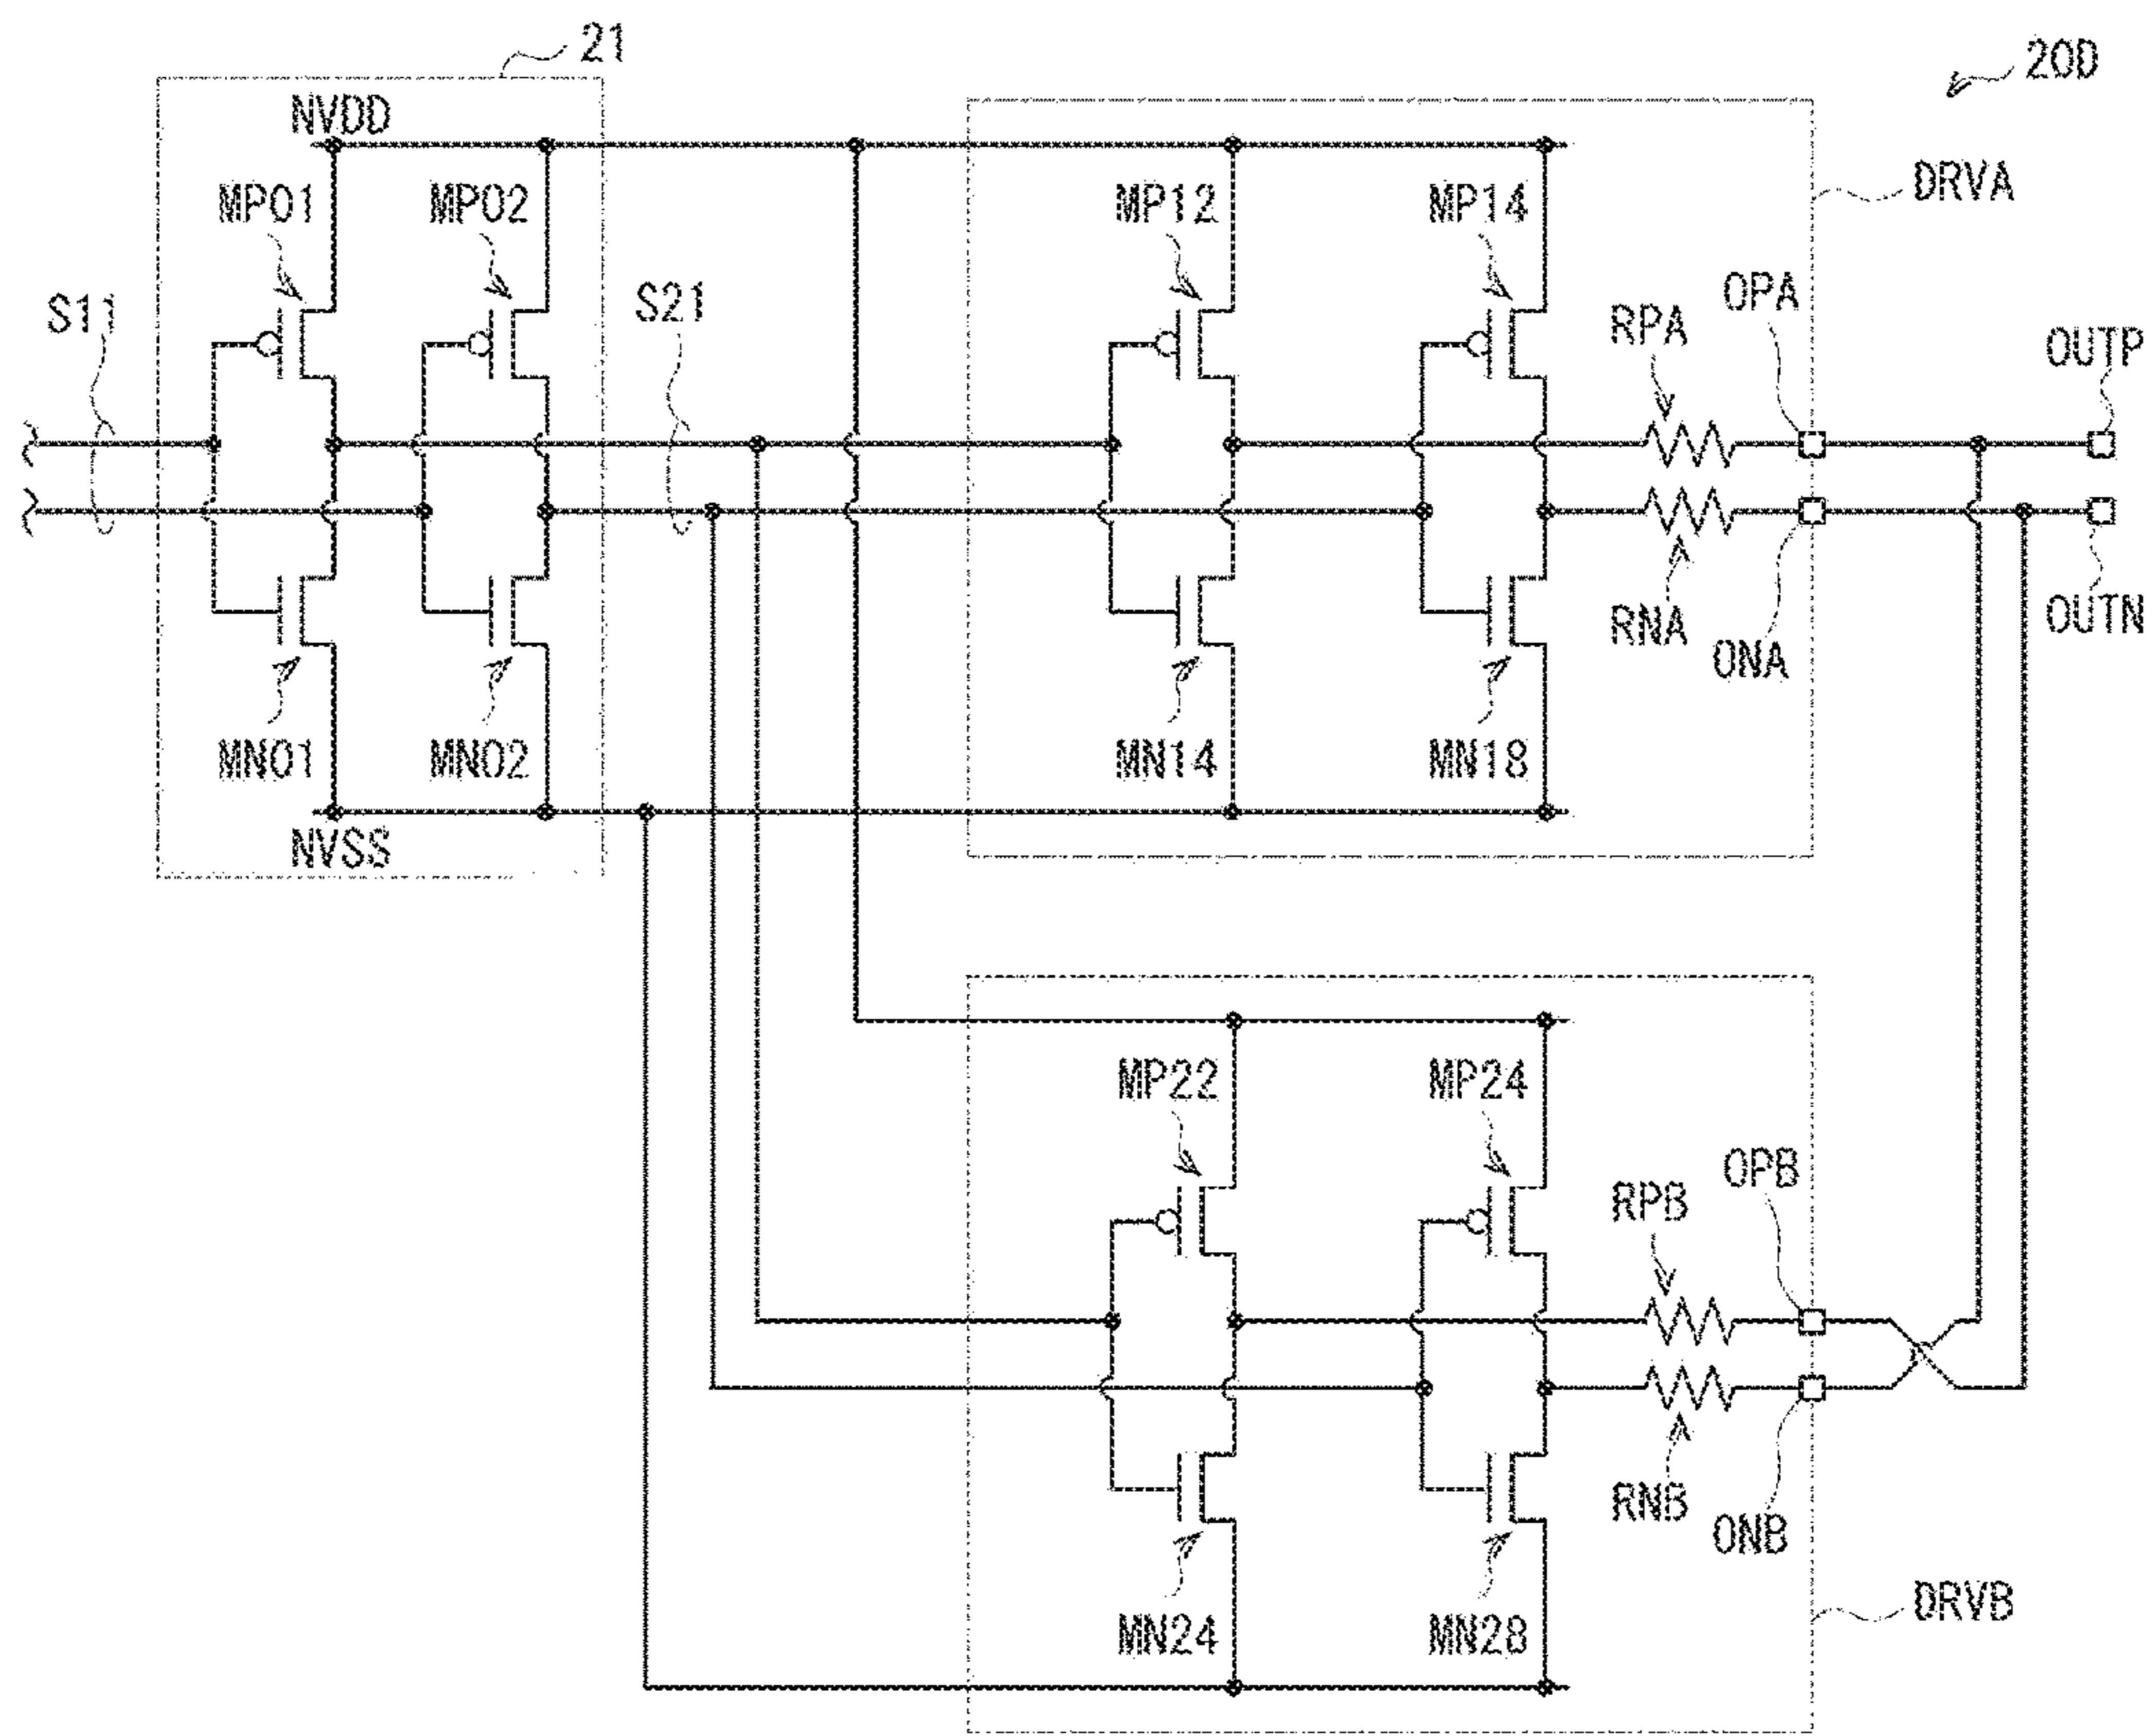 21
20D
NVDD
DRVA
MP01
MP02
MP12
MP14
S11
S21
OPA
RPA
OUTP
RNA
ONA
OUTN
MN01
MN02
MN14
MN18
NVSS
MP22
MP24
OPB
RPB
RNB
ONB
MN24
MN28
DRVB